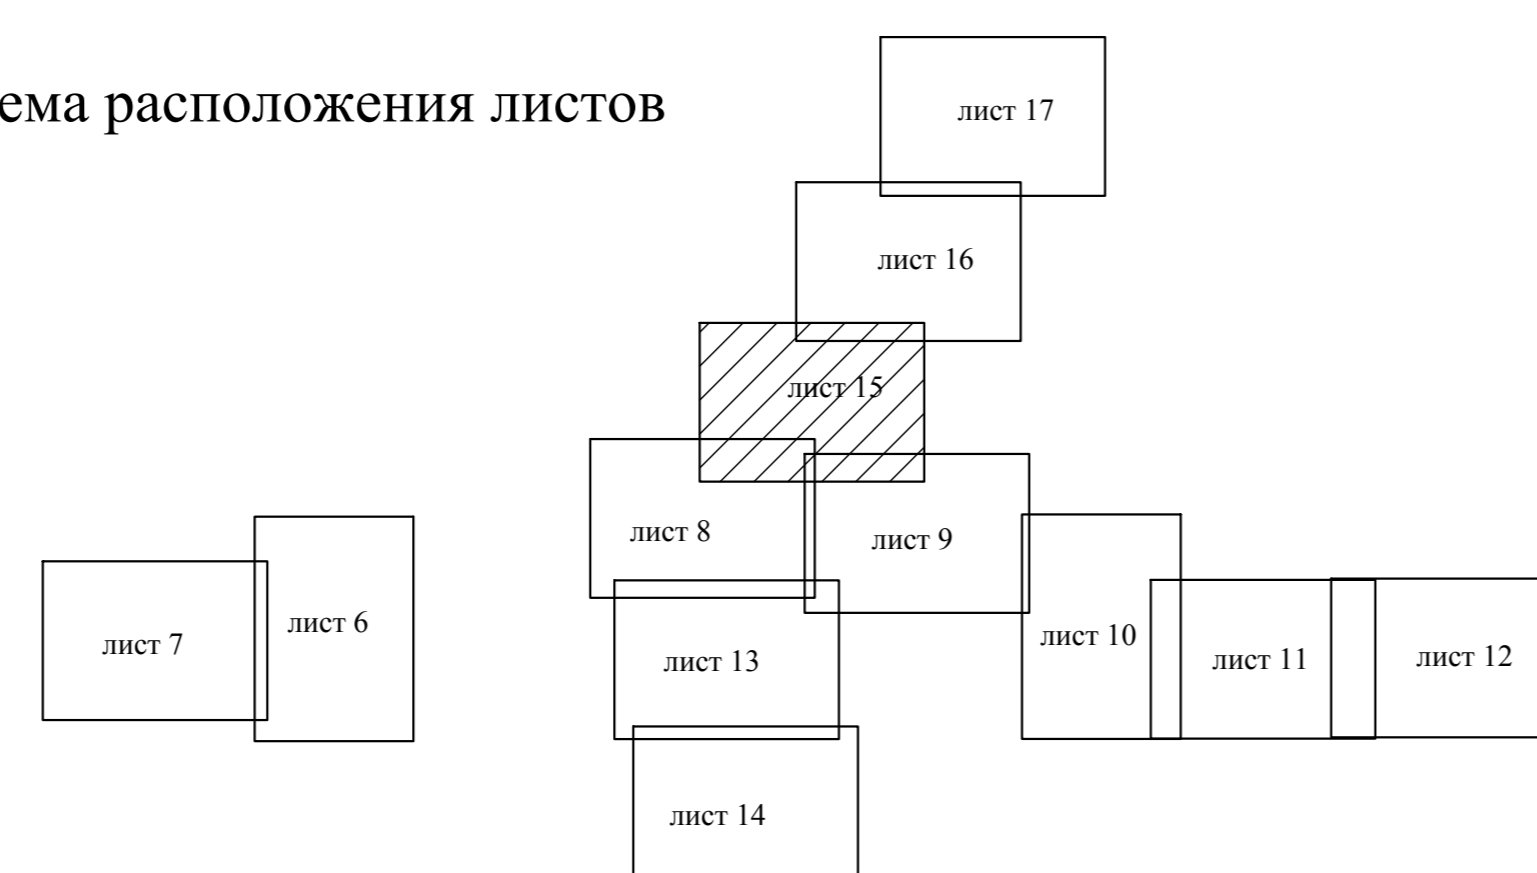 ема расположения листов
лист 17
лист 16
лист 15
лист 8
лист 9
лист 6
лист 7
лист 10
лист 13
лист 11
лист 12
лист 14